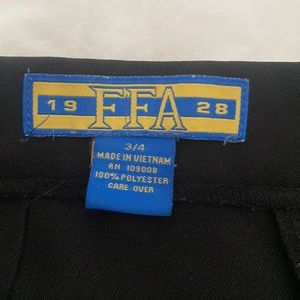 19 FFA 28
3/4
MADE IN VIETNAM
RN 109008
100% POLYESTER
CARE OVER